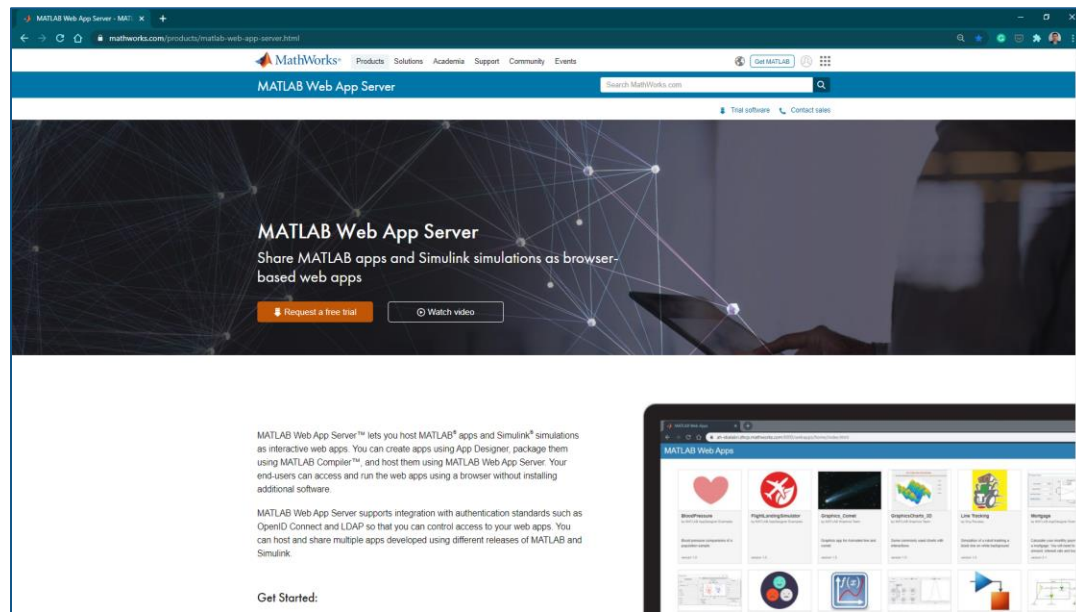 MATLAB Web App Server - MAT
mathworks.com/products/matlab-web-app-server.html
MathWorks®
Products Solutions Academia Support Community Events
Get MATLAB
MATLAB Web App Server
Search MathWorks.com
Trial software Contact sales
MATLAB Web App Server
Share MATLAB apps and Simulink simulations as browser-
based web apps
Request a free trial
Watch video
MATLAB Web App Server™ lets you host MATLAB® apps and Simulink® simulations
as interactive web apps. You can create apps using App Designer, package them
using MATLAB Compiler™, and host them using MATLAB Web App Server. Your
end-users can access and run the web apps using a browser without installing
additional software.
MATLAB Web App Server supports integration with authentication standards such as
OpenID Connect and LDAP so that you can control access to your web apps. You
can host and share multiple apps developed using different releases of MATLAB and
Simulink.
Get Started:
MATLAB Web Apps
BloodPressure
FlightLandingSimulator
Graphics_Comet
GraphicsCharts_3D
Line Tracking
Mortgage
f(x)